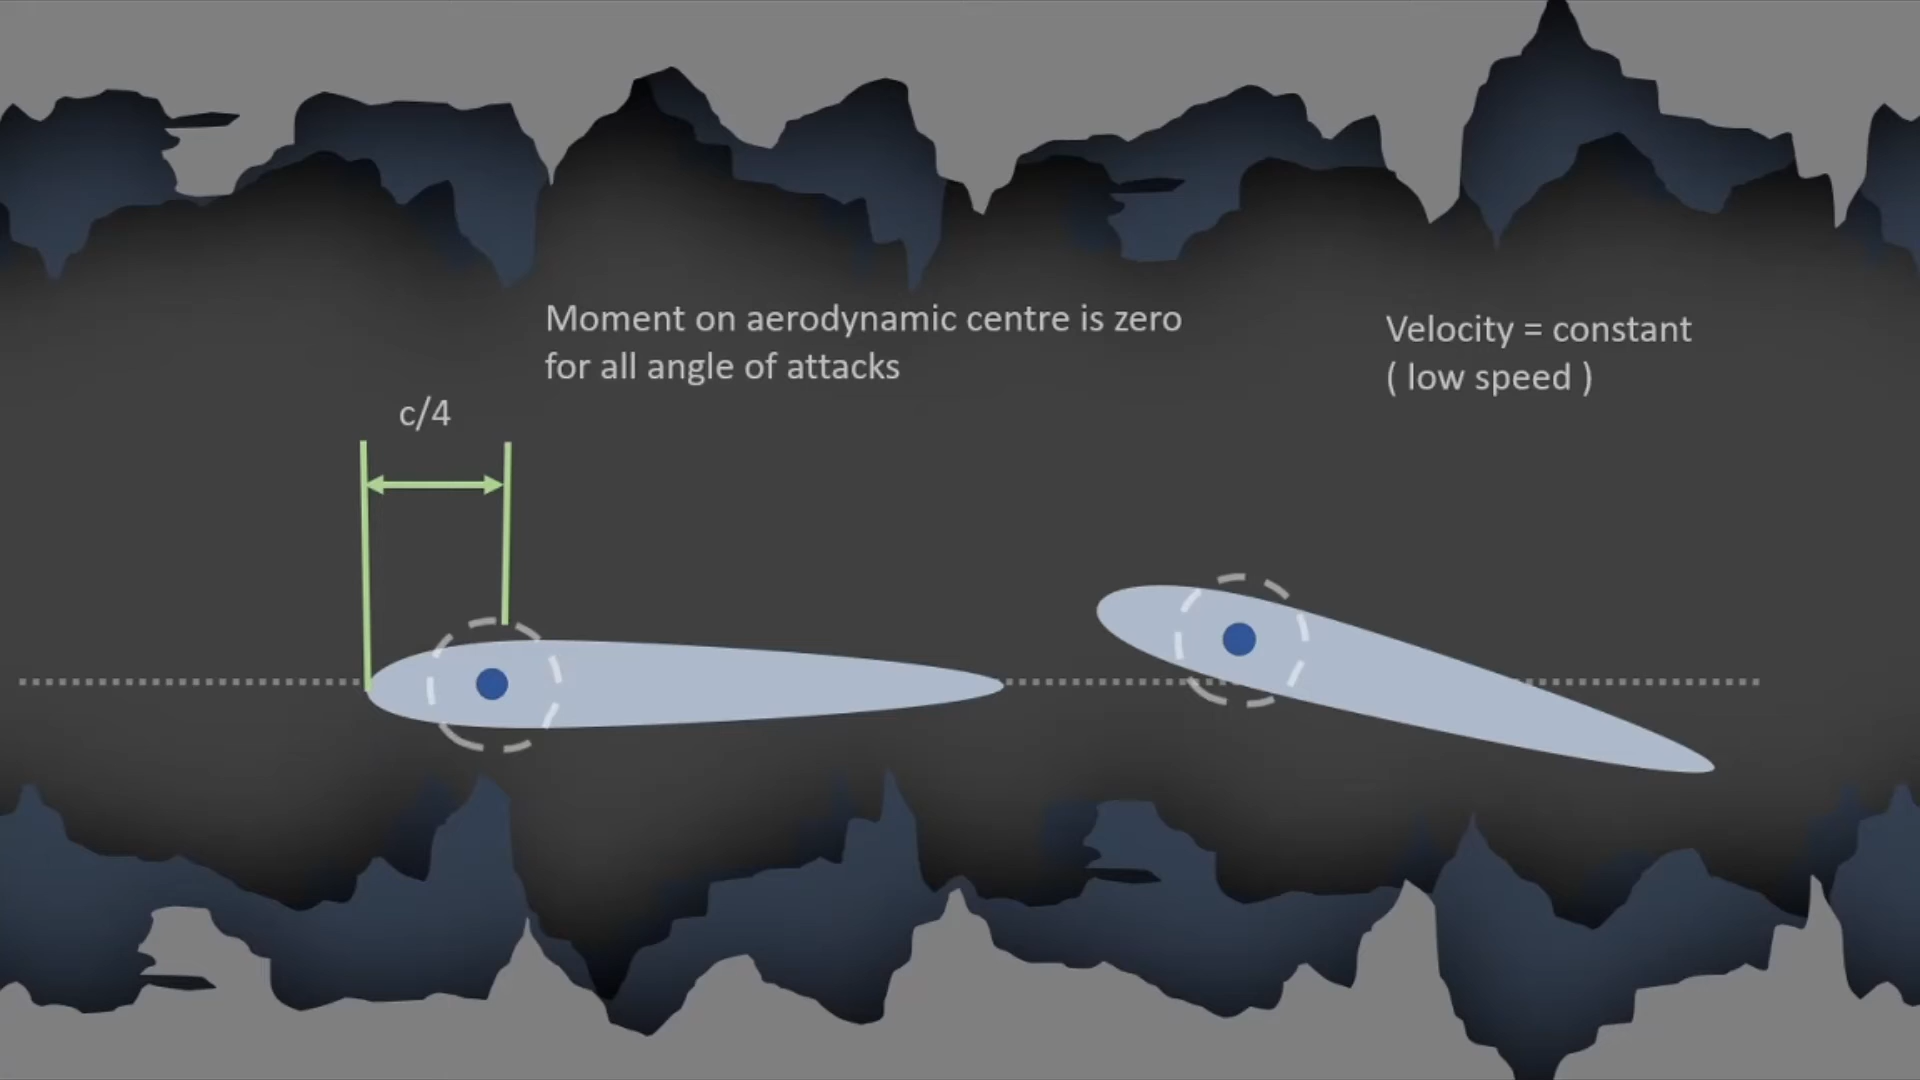 Moment on aerodynamic centre is zero
for all angle of attacks
Velocity = constant
( low speed )
c/4